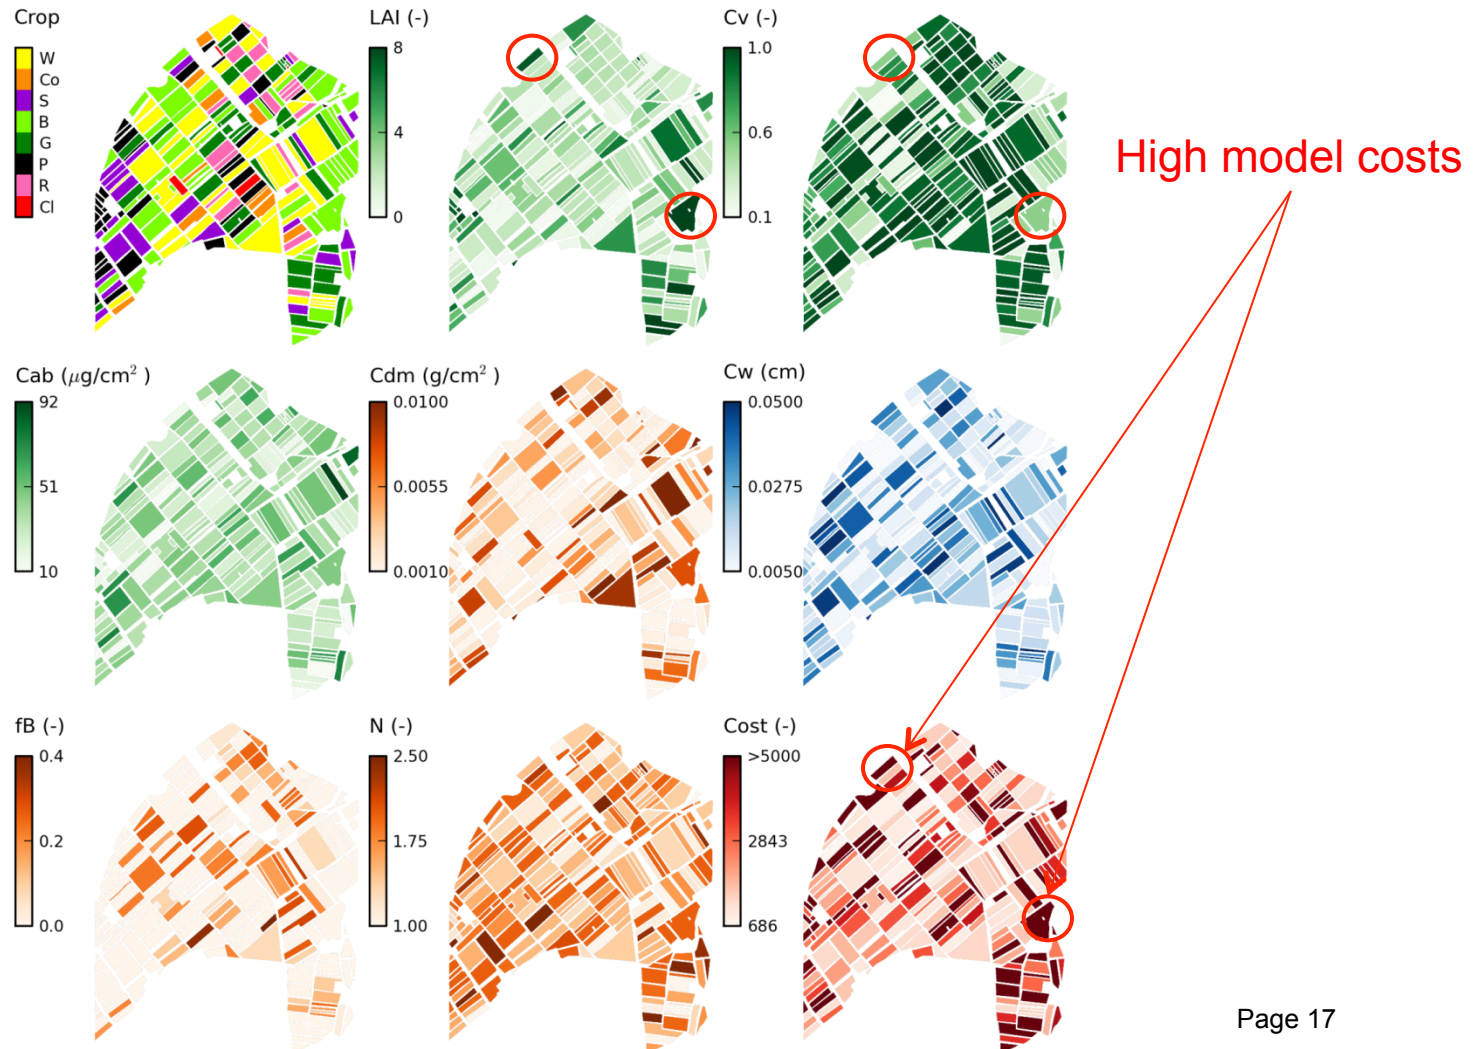 Crop
W
Co
S
B
G
P
R
Cl
LAI (-)
8
4
0
Cv (-)
1.0
0.6
0.1
High model costs
Cab (μg/cm² )
92
51
10
Cdm (g/cm² )
0.0100
0.0055
0.0010
Cw (cm)
0.0500
0.0275
0.0050
fB (-)
0.4
0.2
0.0
N (-)
2.50
1.75
1.00
Cost (-)
>5000
2843
686
Page 17